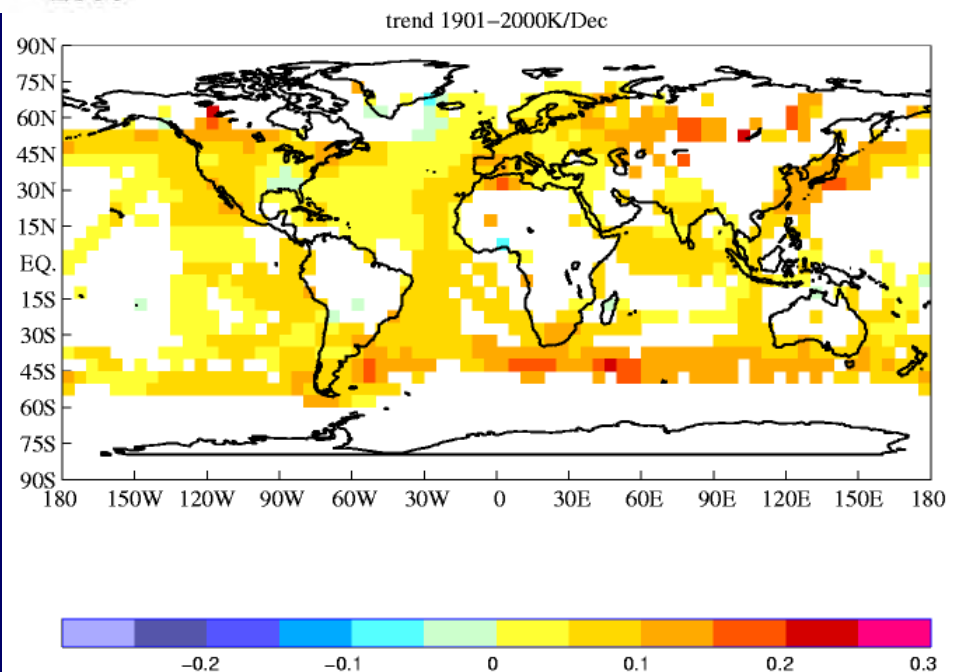 trend 1901–2000K/Dec
90N
75N
60N
45N
30N
15N
EQ.
15S
30S
45S
60S
75S
90S
180 150W 120W 90W 60W 30W 0 30E 60E 90E 120E 150E 180
−0.2 −0.1 0 0.1 0.2 0.3